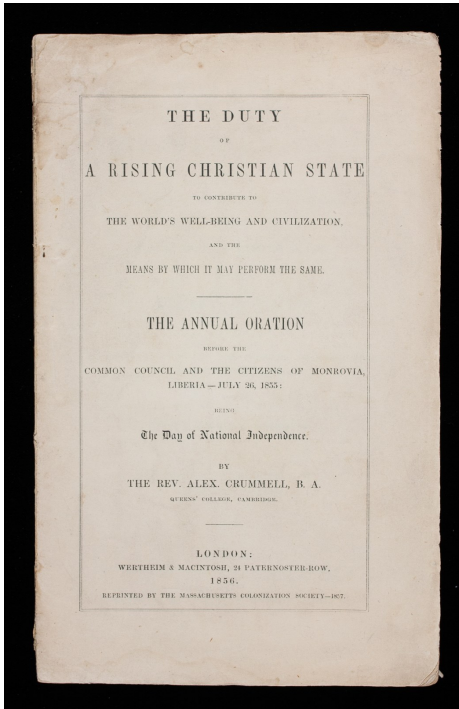 THE DUTY
OF
A RISING CHRISTIAN STATE
TO CONTRIBUTE TO
THE WORLD'S WELL-BEING AND CIVILIZATION,
AND THE
MEANS BY WHICH IT MAY PERFORM THE SAME.
THE ANNUAL ORATION
BEFORE THE
COMMON COUNCIL AND THE CITIZENS OF MONROVIA,
LIBERIA—JULY 26, 1855:
BEING
The Day of National Independence.
BY
THE REV. ALEX. CRUMMELL, B. A.
QUEENS' COLLEGE, CAMBRIDGE.
LONDON:
WERTHEIM & MACINTOSH, 24 PATERNOSTER-ROW,
1856.
REPRINTED BY THE MASSACHUSETTS COLONIZATION SOCIETY—1857.